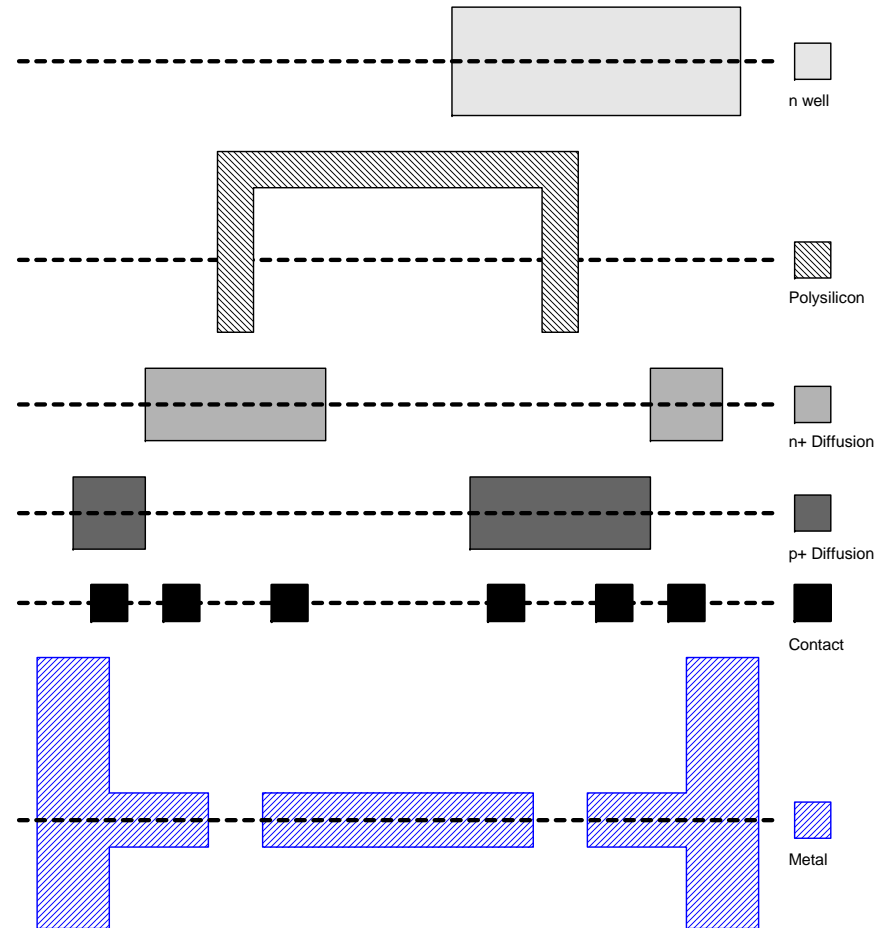 n well
Polysilicon
n+ Diffusion
p+ Diffusion
Contact
Metal